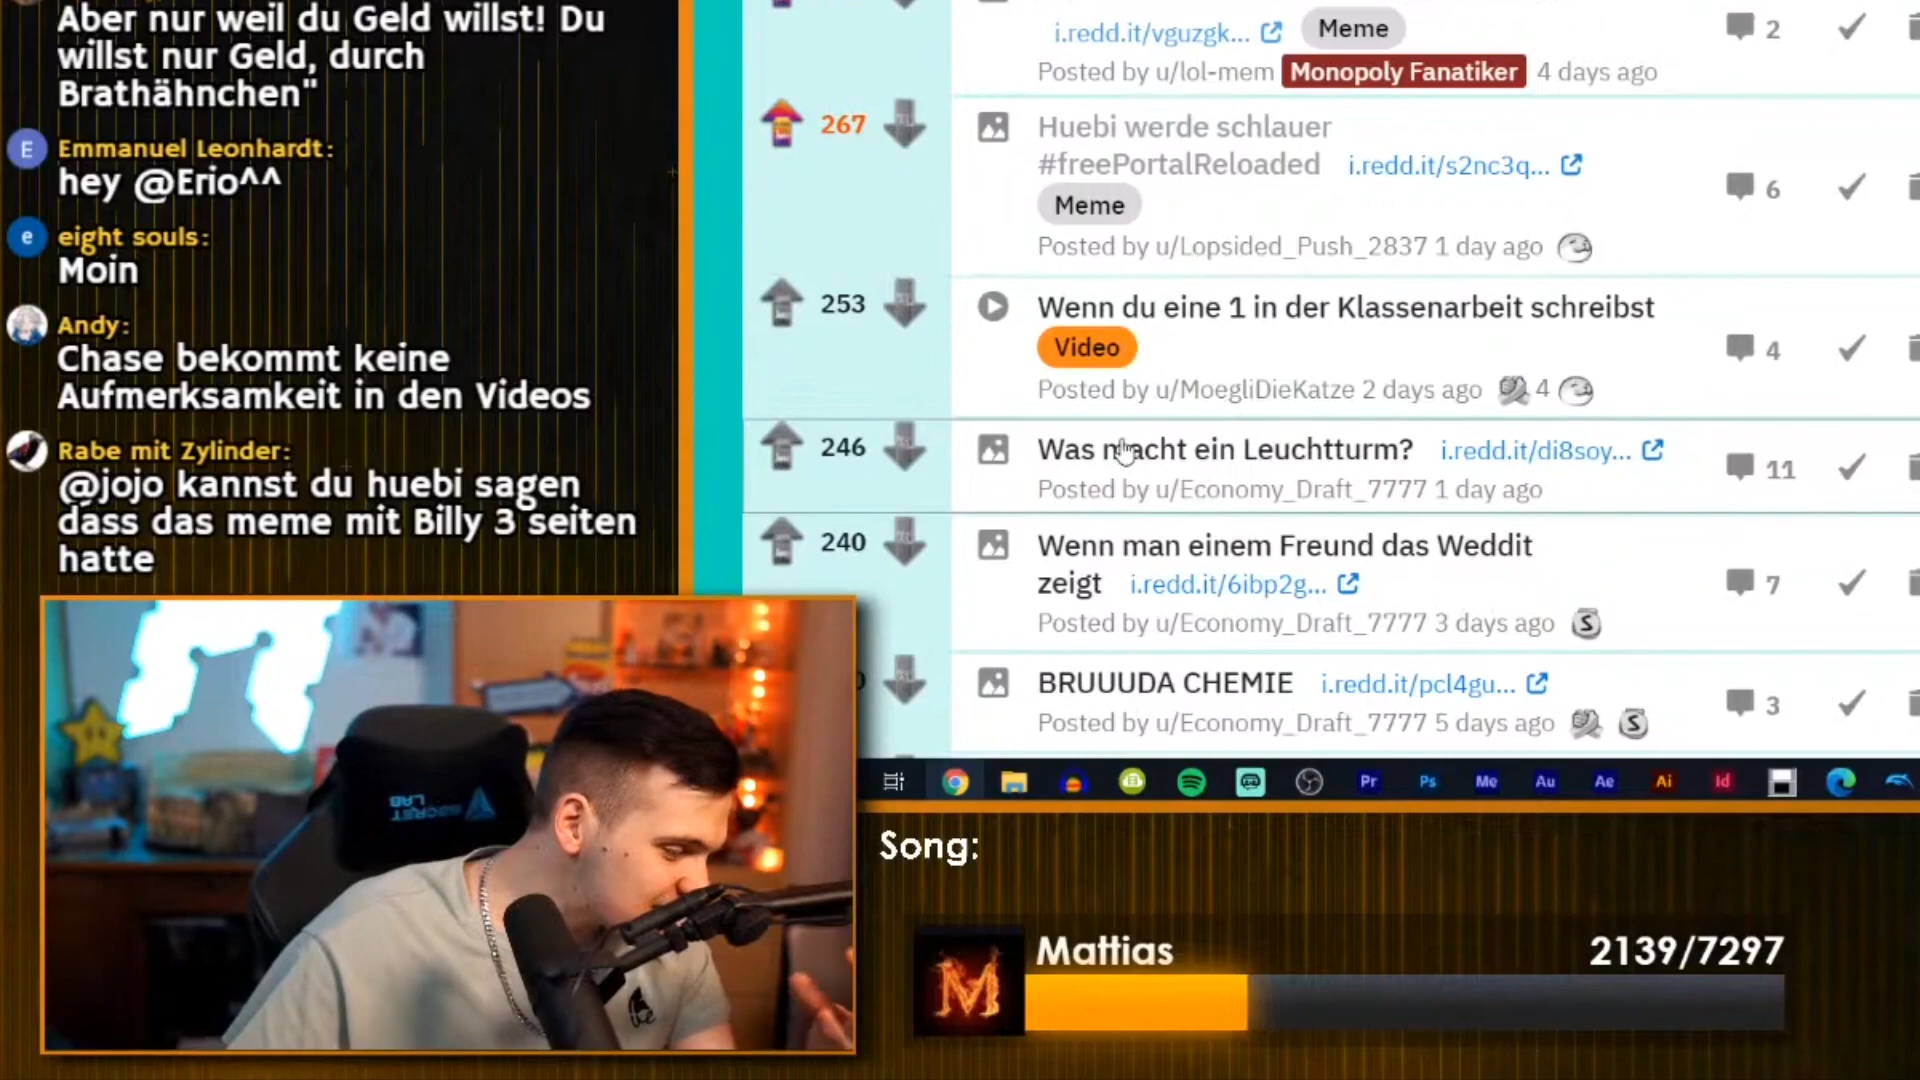 Aber nur weil du Geld willst! Du
willst nur Geld, durch
Brathähnchen"
E Emmanuel Leonhardt:
hey @Erio^^
e eight souls:
Moin
Andy:
Chase bekommt keine
Aufmerksamkeit in den Videos
Rabe mit Zylinder:
@jojo kannst du huebi sagen
dass das meme mit Billy 3 seiten
hatte
i.redd.it/vguzgk... Meme 2
Posted by u/lol-mem Monopoly Fanatiker 4 days ago
267 Huebi werde schlauer
#freePortalReloaded i.redd.it/s2nc3q... 6
Meme
Posted by u/Lopsided_Push_2837 1 day ago
253 Wenn du eine 1 in der Klassenarbeit schreibst
Video 4
Posted by u/MoegliDieKatze 2 days ago 4
246 Was macht ein Leuchtturm? i.redd.it/di8soy... 11
Posted by u/Economy_Draft_7777 1 day ago
240 Wenn man einem Freund das Weddit
zeigt i.redd.it/6ibp2g... 7
Posted by u/Economy_Draft_7777 3 days ago S
BRUUUDA CHEMIE i.redd.it/pcl4gu... 3
Posted by u/Economy_Draft_7777 5 days ago S
Pr Ps Me Au Ae Ai Id
SECRET
LAB
Song:
M Mattias 2139/7297